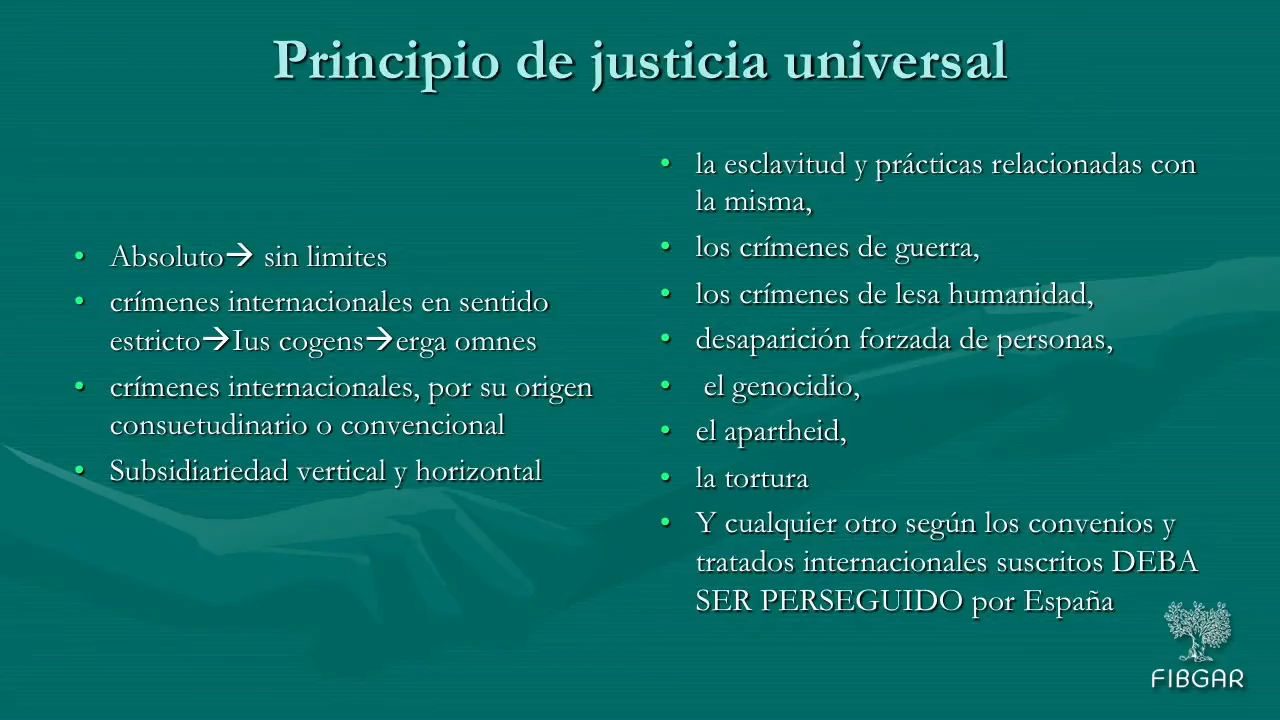 Principio de justicia universal
• Absoluto→ sin limites
• crímenes internacionales en sentido
estricto→Ius cogens→erga omnes
• crímenes internacionales, por su origen
consuetudinario o convencional
• Subsidiariedad vertical y horizontal
• la esclavitud y prácticas relacionadas con
la misma,
• los crímenes de guerra,
• los crímenes de lesa humanidad,
• desaparición forzada de personas,
• el genocidio,
• el apartheid,
• la tortura
• Y cualquier otro según los convenios y
tratados internacionales suscritos DEBA
SER PERSEGUIDO por España
FIBGAR